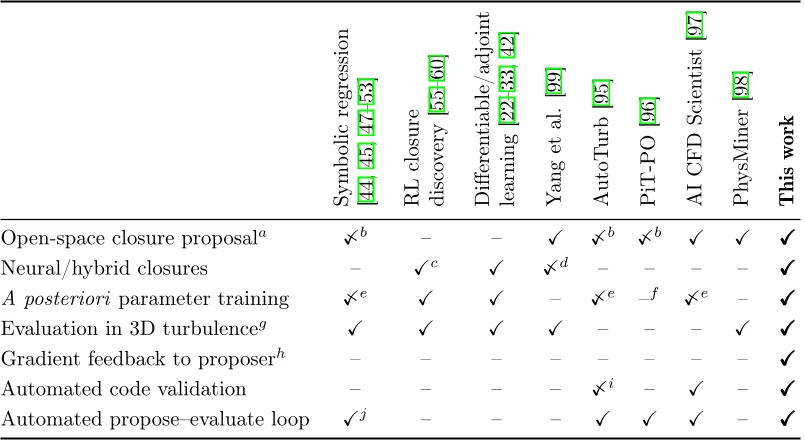 Symbolic regression
[44, 45, 47–53]
RL closure
discovery [55–60]
Differentiable/adjoint
learning [22–33, 42]
Yang et al. [99]
AutoTurb [95]
PiT-PO [96]
AI CFD Scientist [97]
PhysMiner [98]
This work
Open-space closure proposal^a ✓̸^b – – ✓ ✓̸^b ✓̸^b ✓ ✓ ✓
Neural/hybrid closures – ✓^c ✓ ✓̸^d – – – – ✓
A posteriori parameter training ✓̸^e ✓ ✓ – ✓̸^e –^f ✓̸^e – ✓
Evaluation in 3D turbulence^g ✓ ✓ ✓ ✓ – – – ✓ ✓
Gradient feedback to proposer^h – – – – – – – – ✓
Automated code validation – – – – ✓̸^i – ✓ – ✓
Automated propose–evaluate loop ✓^j – – – ✓ ✓ ✓ – ✓